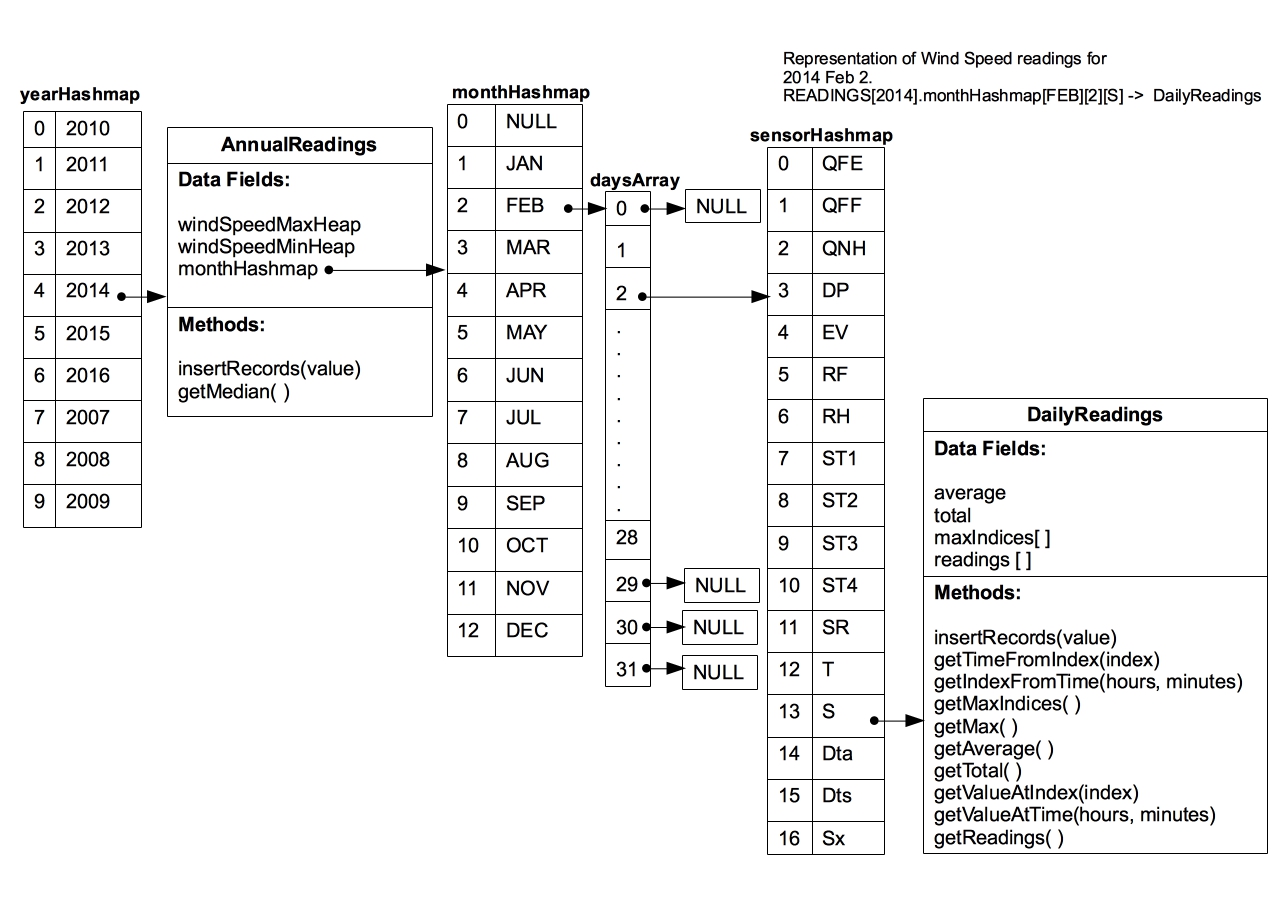 Representation of Wind Speed readings for
2014 Feb 2.
READINGS[2014].monthHashmap[FEB][2][S] -> DailyReadings
yearHashmap
0 2010
1 2011
2 2012
3 2013
4 2014
5 2015
6 2016
7 2007
8 2008
9 2009
AnnualReadings
Data Fields:
windSpeedMaxHeap
windSpeedMinHeap
monthHashmap
Methods:
insertRecords(value)
getMedian( )
monthHashmap
0 NULL
1 JAN
2 FEB
3 MAR
4 APR
5 MAY
6 JUN
7 JUL
8 AUG
9 SEP
10 OCT
11 NOV
12 DEC
daysArray
0 NULL
1
2
.
.
.
.
.
.
.
.
.
28
29 NULL
30 NULL
31 NULL
sensorHashmap
0 QFE
1 QFF
2 QNH
3 DP
4 EV
5 RF
6 RH
7 ST1
8 ST2
9 ST3
10 ST4
11 SR
12 T
13 S
14 Dta
15 Dts
16 Sx
DailyReadings
Data Fields:
average
total
maxIndices[ ]
readings [ ]
Methods:
insertRecords(value)
getTimeFromIndex(index)
getIndexFromTime(hours, minutes)
getMaxIndices( )
getMax( )
getAverage( )
getTotal( )
getValueAtIndex(index)
getValueAtTime(hours, minutes)
getReadings( )